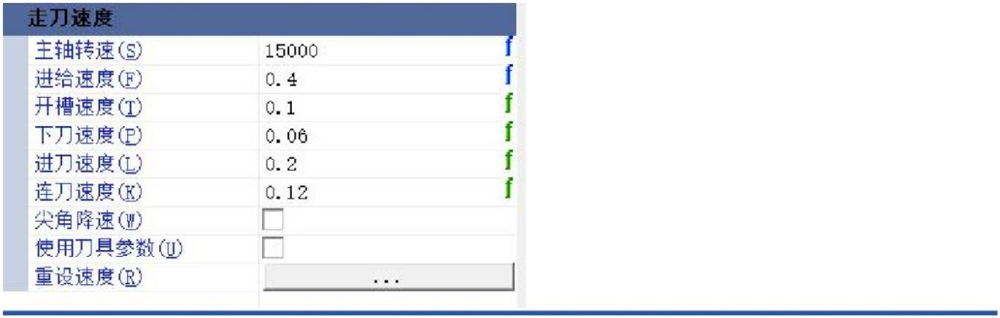 走刀速度
主轴转速(S) 15000 f
进给速度(F) 0.4 f
开槽速度(T) 0.1 f
下刀速度(P) 0.06 f
进刀速度(L) 0.2 f
连刀速度(K) 0.12 f
尖角降速(W)
使用刀具参数(U)
重设速度(R) ...